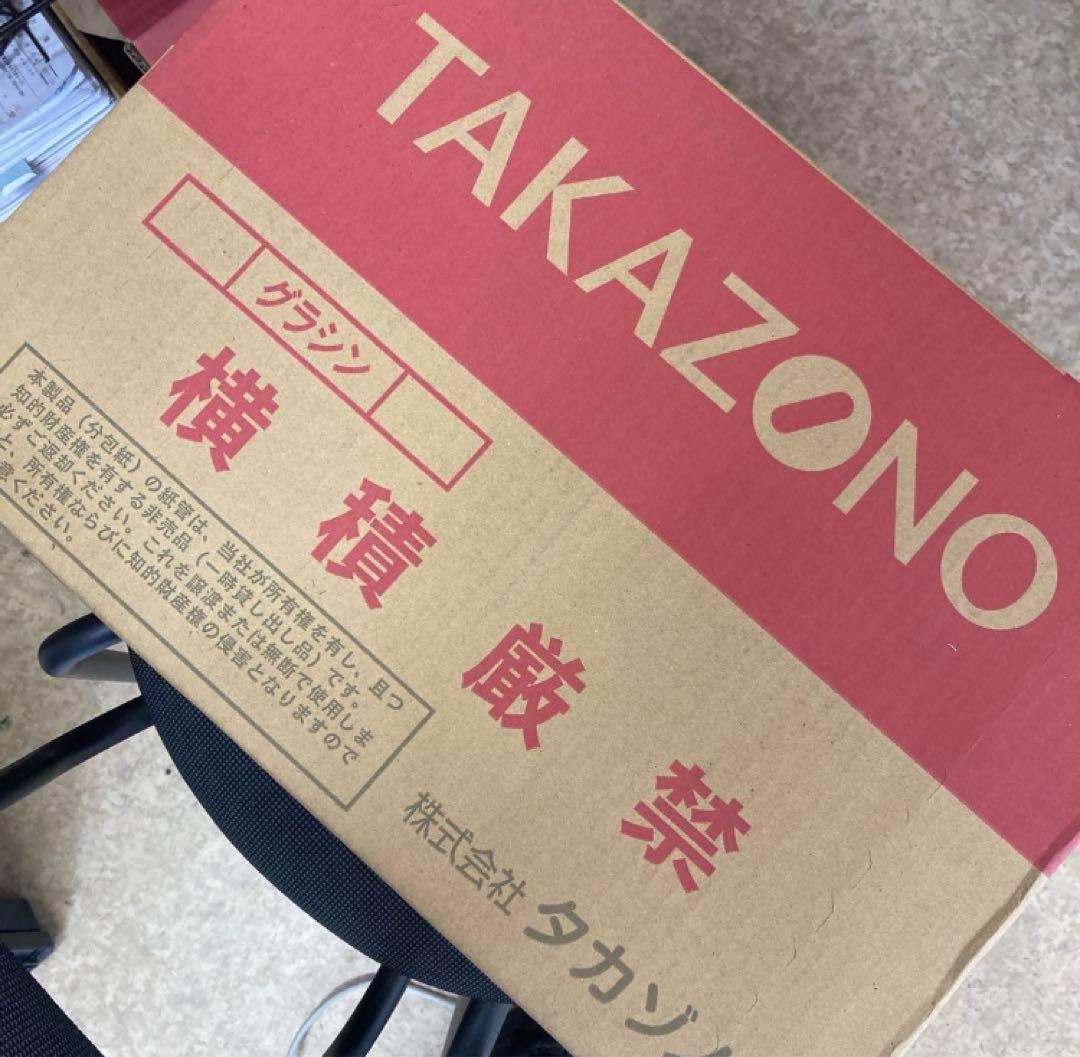 TAKAZONO
グラシン
横積厳禁
本製品（分包紙）の紙管は、当社が所有権を有し、且つ
知的財産権を有する非売品（一時貸し出し品）です。
必ずご返却ください。これを譲渡または無断で使用しま
と、所有権ならびに知的財産権の侵害となりますので
意ください。
株式会社タカゾ